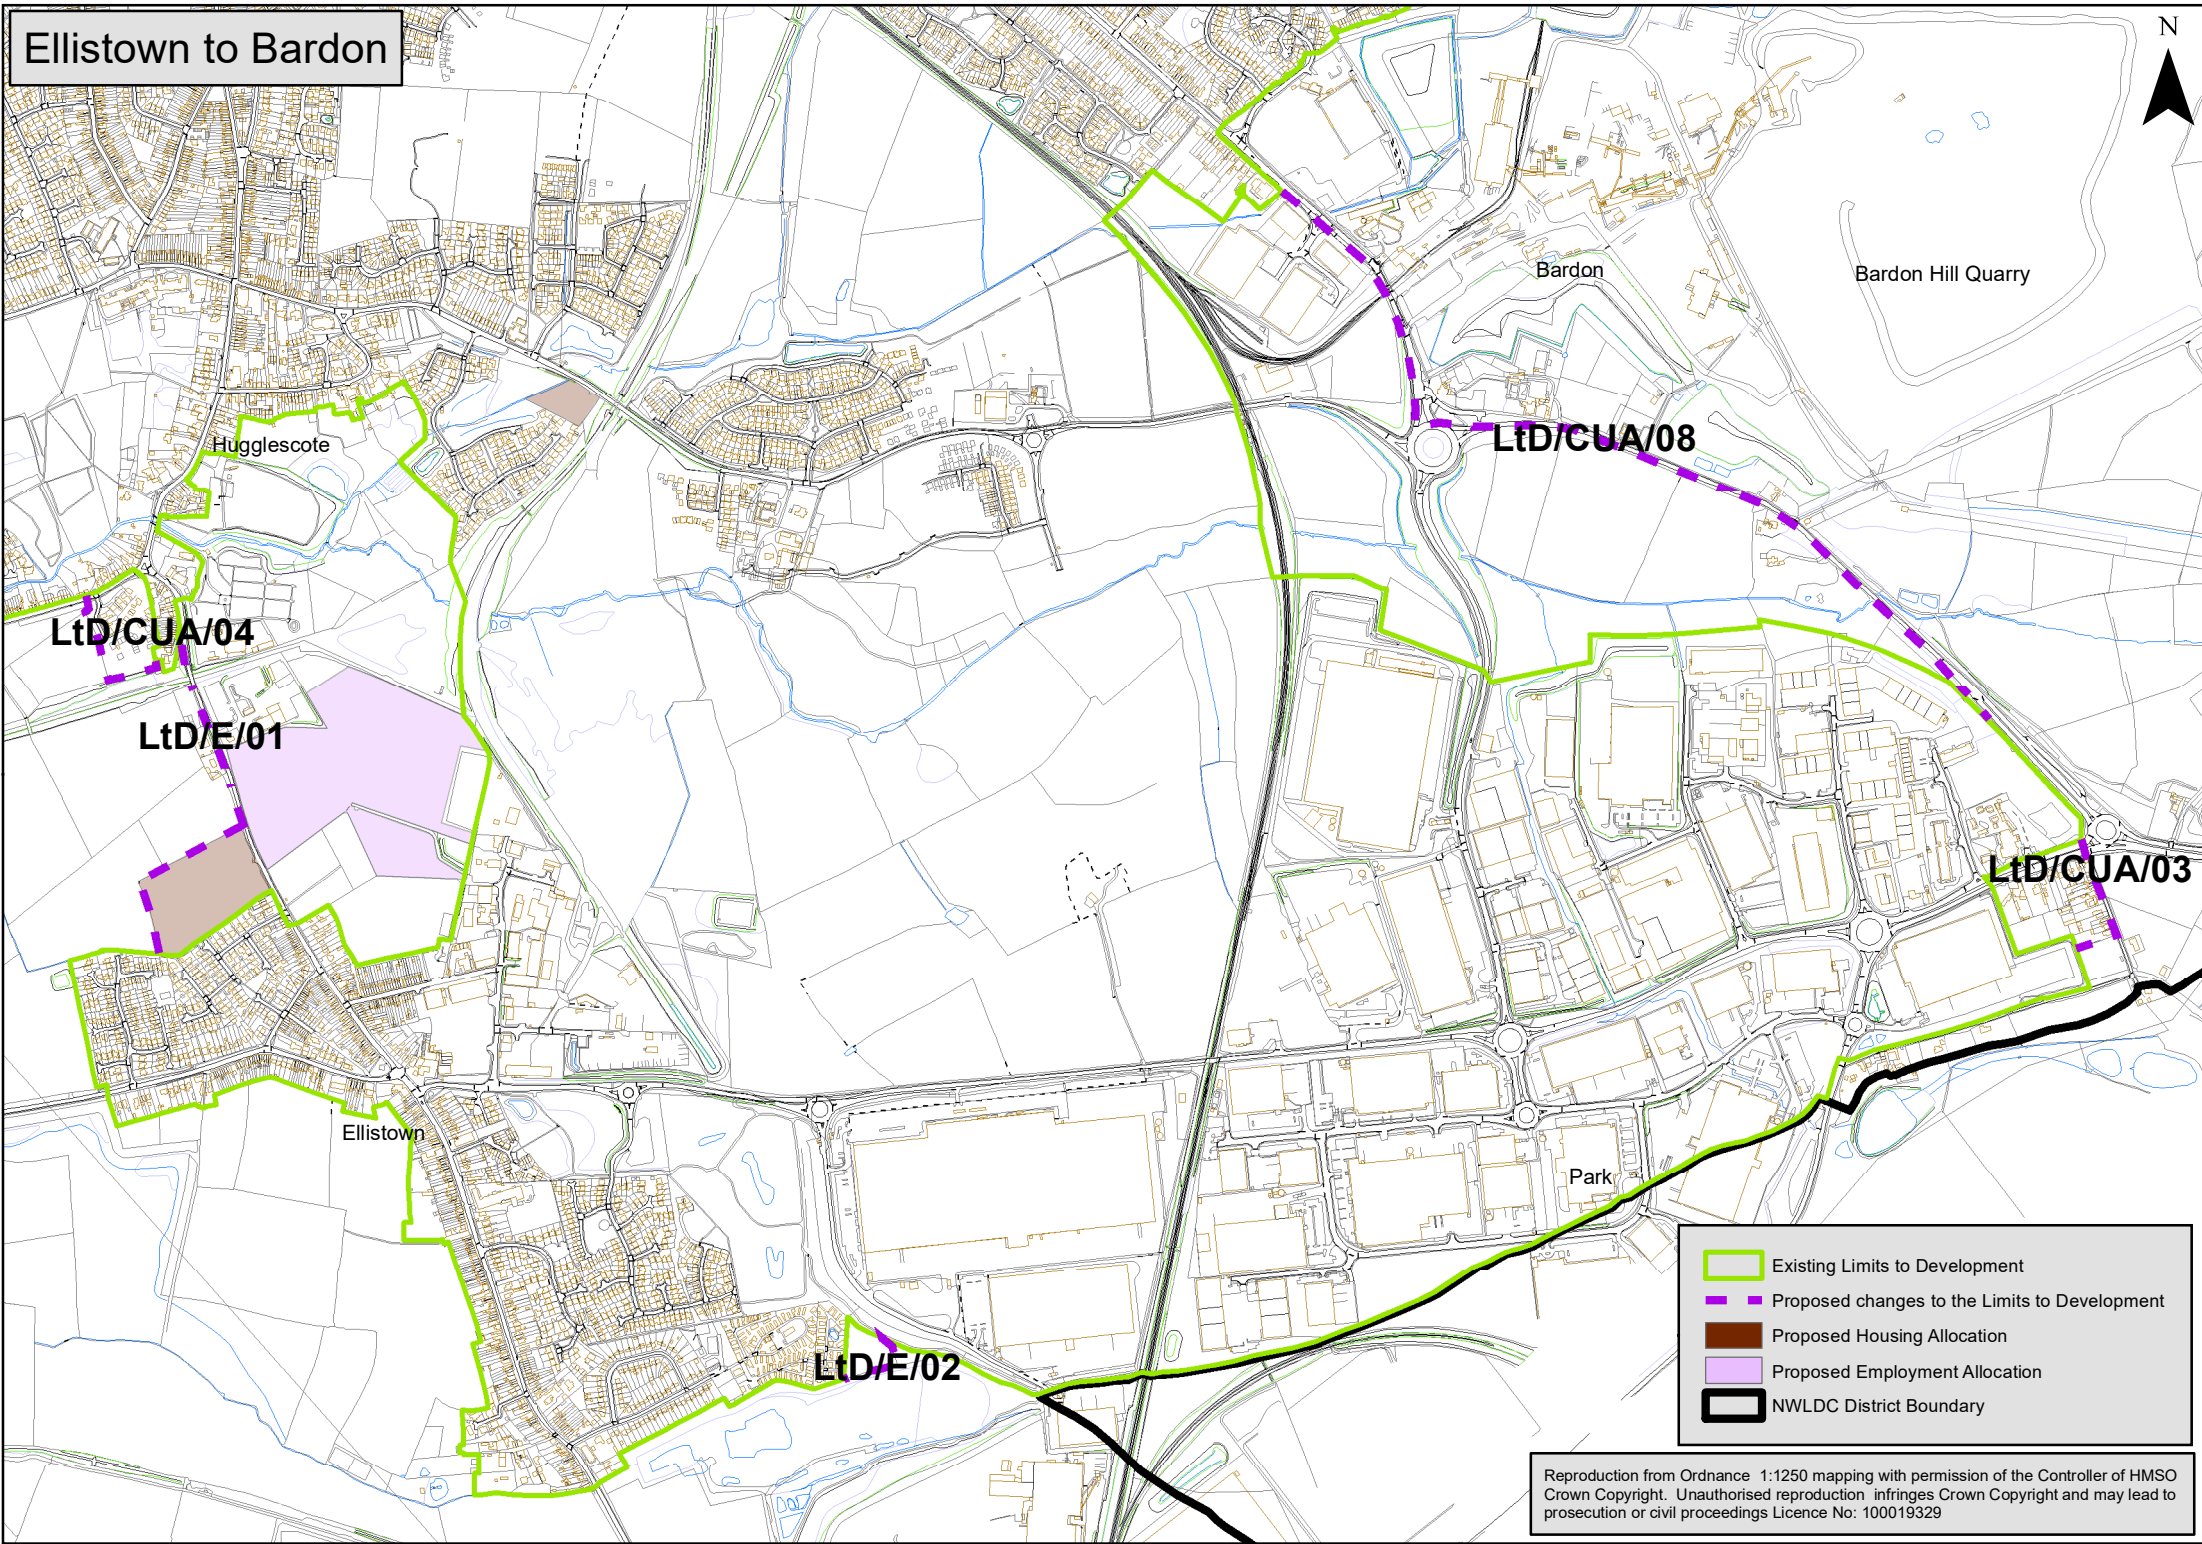 Ellistown to Bardon
N
Bardon
Bardon Hill Quarry
Hugglescote
LtD/CUA/08
LtD/CUA/04
LtD/E/01
LtD/CUA/03
Ellistown
Park
LtD/E/02
Existing Limits to Development
Proposed changes to the Limits to Development
Proposed Housing Allocation
Proposed Employment Allocation
NWLDC District Boundary
Reproduction from Ordnance 1:1250 mapping with permission of the Controller of HMSO
Crown Copyright. Unauthorised reproduction infringes Crown Copyright and may lead to
prosecution or civil proceedings Licence No: 100019329